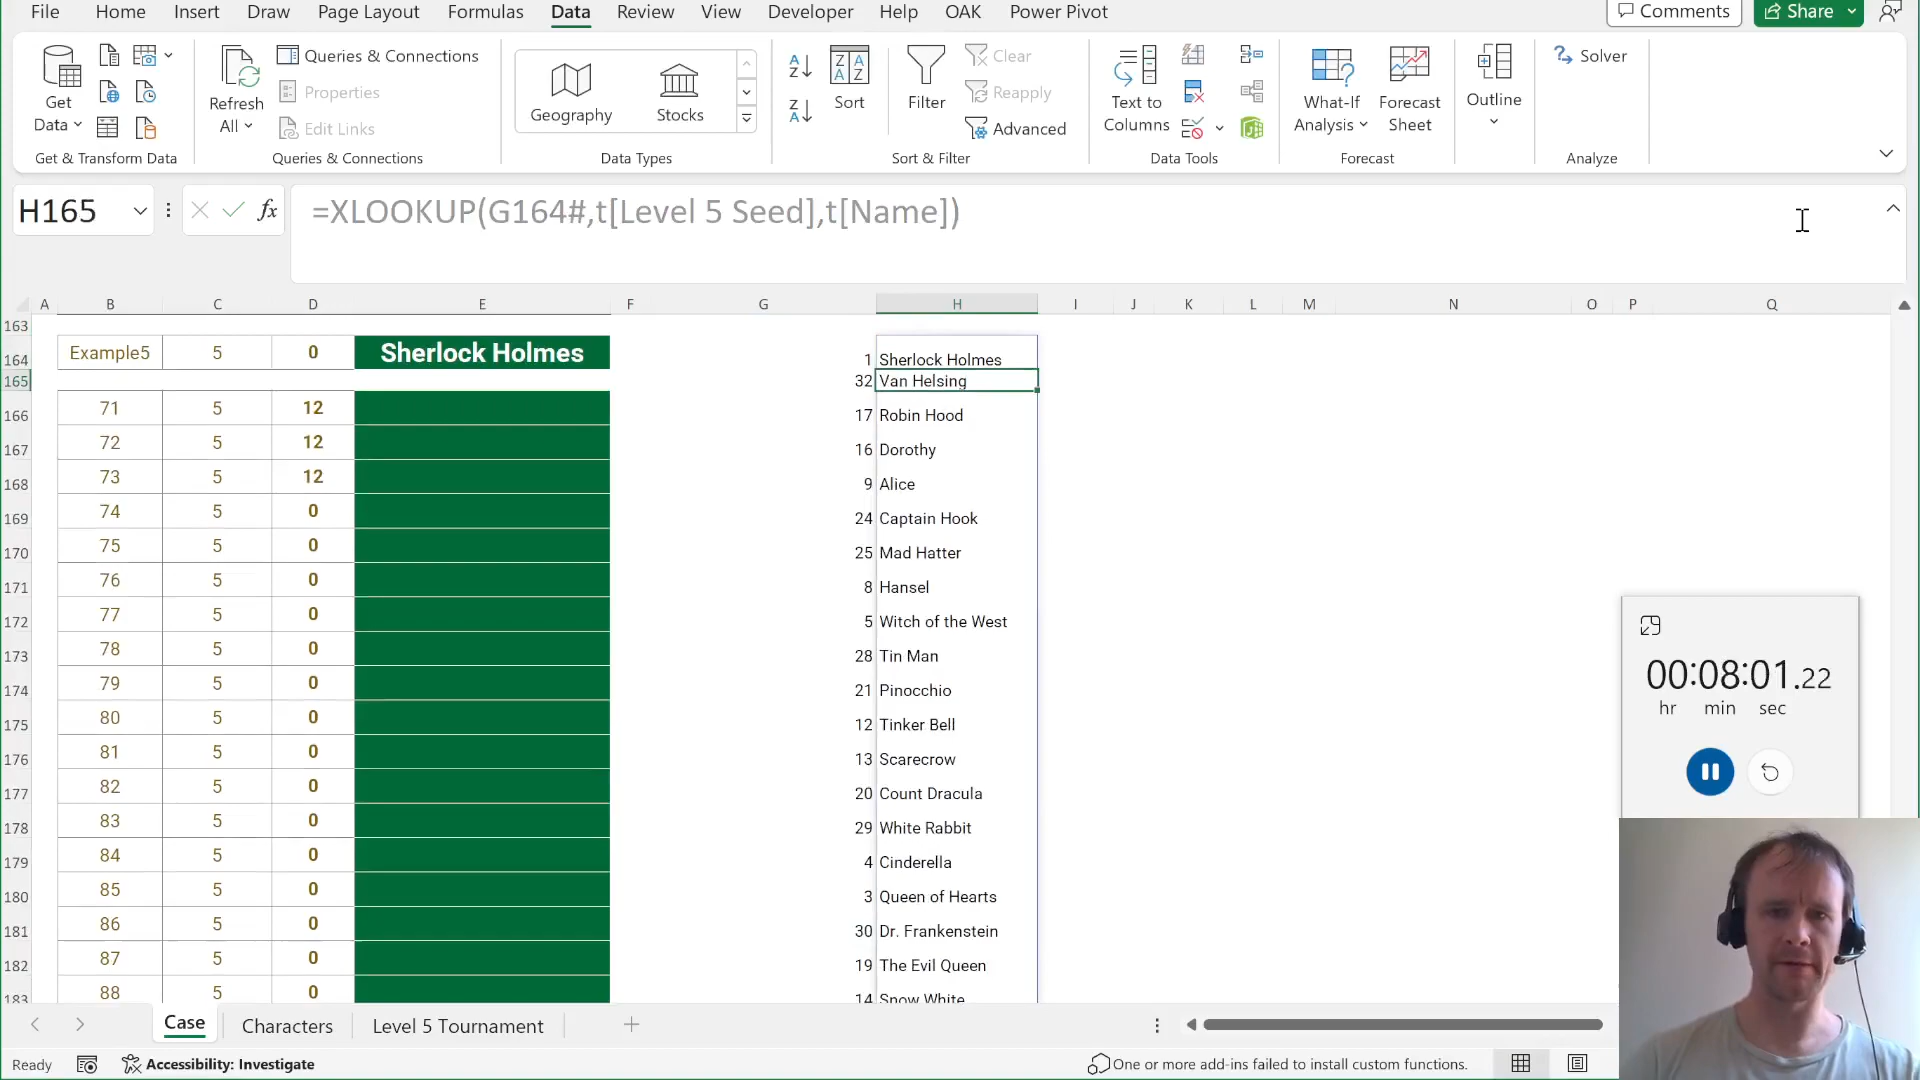 File Home Insert Draw Page Layout Formulas Data Review View Developer Help OAK Power Pivot Comments Share
Get Data
Refresh All
Queries & Connections
Properties
Edit Links
Geography
Stocks
Sort
Filter
Clear
Reapply
Advanced
Text to Columns
What-If Analysis
Forecast Sheet
Outline
Solver
Get & Transform Data Queries & Connections Data Types Sort & Filter Data Tools Forecast Analyze
H165 fx =XLOOKUP(G164#,t[Level 5 Seed],t[Name])
A B C D E F G H I J K L M N O P Q
163
164 Example5 5 0 Sherlock Holmes 1 Sherlock Holmes
165 32 Van Helsing
166 71 5 12 17 Robin Hood
167 72 5 12 16 Dorothy
168 73 5 12 9 Alice
169 74 5 0 24 Captain Hook
170 75 5 0 25 Mad Hatter
171 76 5 0 8 Hansel
172 77 5 0 5 Witch of the West
173 78 5 0 28 Tin Man
174 79 5 0 21 Pinocchio
175 80 5 0 12 Tinker Bell
176 81 5 0 13 Scarecrow
177 82 5 0 20 Count Dracula
178 83 5 0 29 White Rabbit
179 84 5 0 4 Cinderella
180 85 5 0 3 Queen of Hearts
181 86 5 0 30 Dr. Frankenstein
182 87 5 0 19 The Evil Queen
183 88 5 0 14 Snow White
00:08:01.22
hr min sec
Case Characters Level 5 Tournament
Ready Accessibility: Investigate One or more add-ins failed to install custom functions.